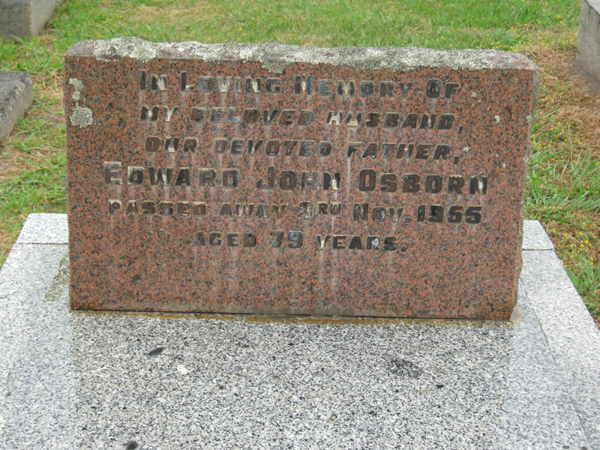 In Loving Memory Of
My Beloved Husband,
Our Devoted Father,
Edward John Osborn
Passed Away 3rd Nov. 1955
Aged 79 Years.